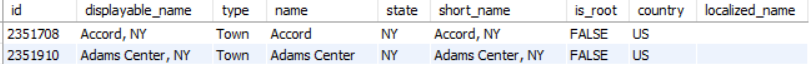 id displayable_name type name state short_name is_root country localized_name
2351708 Accord, NY Town Accord NY Accord, NY FALSE US
2351910 Adams Center, NY Town Adams Center NY Adams Center, NY FALSE US